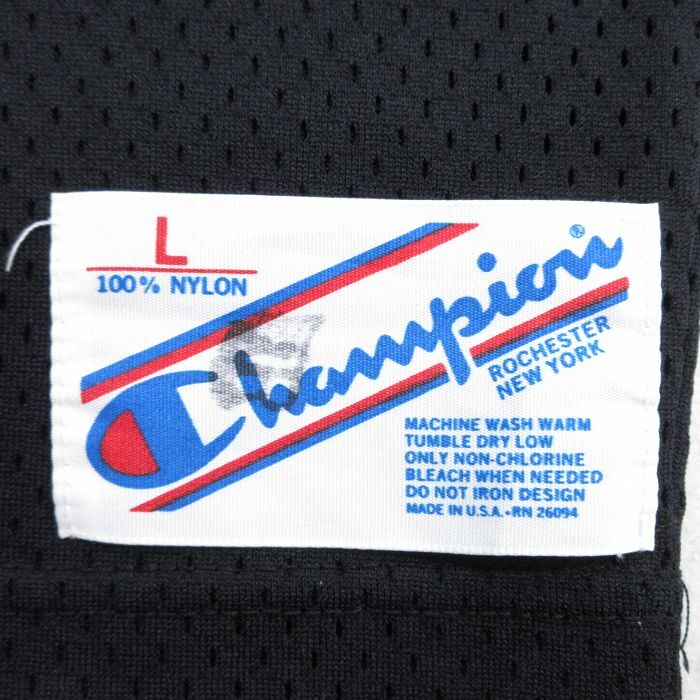 L
100% NYLON
Champion®
ROCHESTER
NEW YORK
MACHINE WASH WARM
TUMBLE DRY LOW
ONLY NON-CHLORINE
BLEACH WHEN NEEDED
DO NOT IRON DESIGN
MADE IN U.S.A.-RN 26094